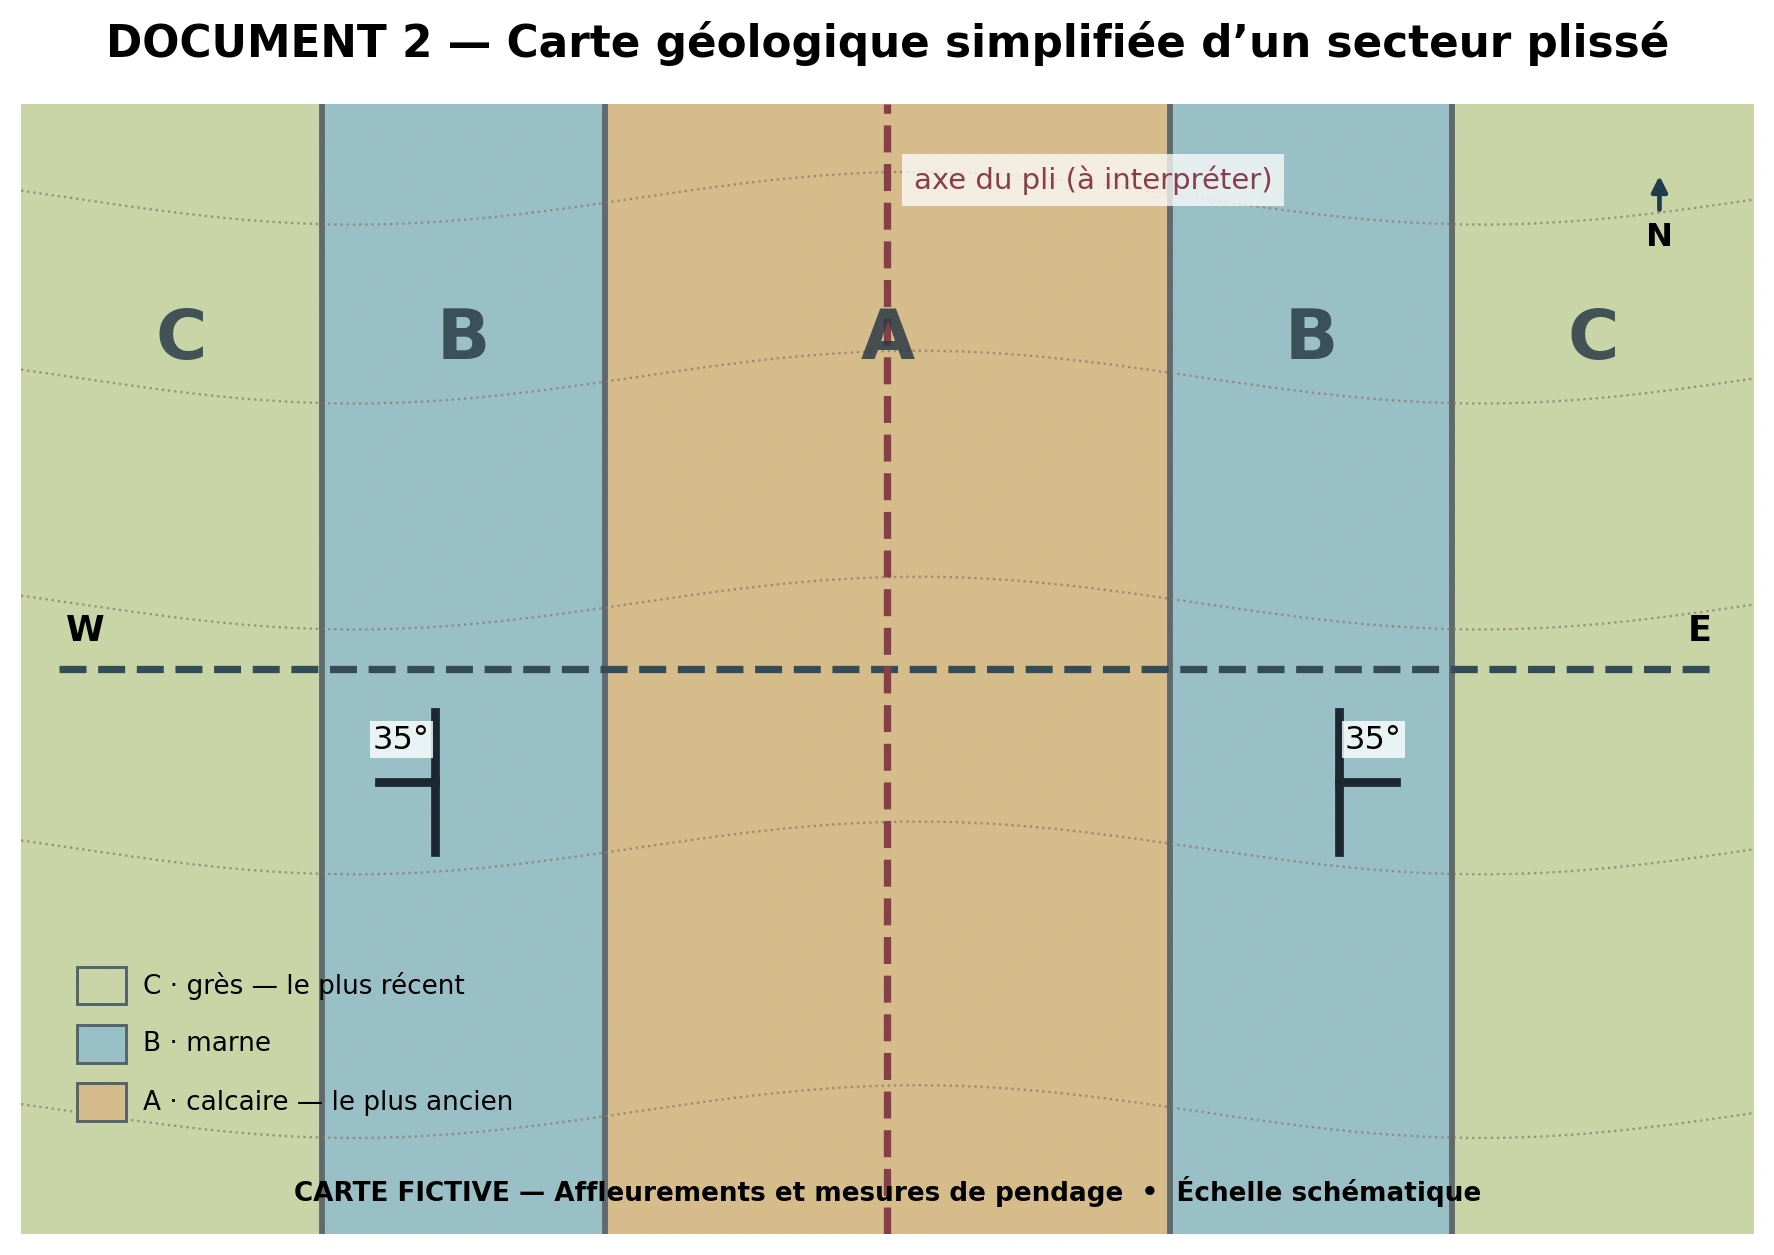 DOCUMENT 2 — Carte géologique simplifiée d’un secteur plissé
axe du pli (à interpréter)
N
C B A B C
W E
35° 35°
C · grès — le plus récent
B · marne
A · calcaire — le plus ancien
CARTE FICTIVE — Affleurements et mesures de pendage • Échelle schématique